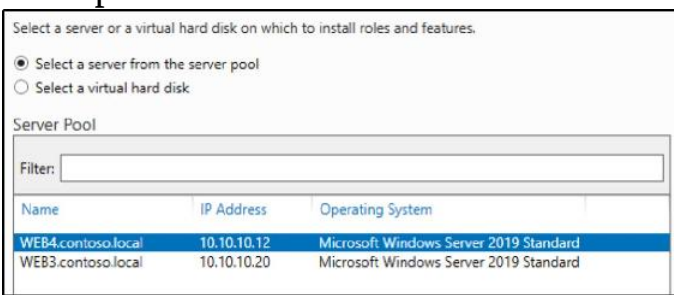 Select a server or a virtual hard disk on which to install roles and features.
Select a server from the server pool
Select a virtual hard disk
Server Pool
Filter:
Name IP Address Operating System
WEB4.contoso.local 10.10.10.12 Microsoft Windows Server 2019 Standard
WEB3.contoso.local 10.10.10.20 Microsoft Windows Server 2019 Standard